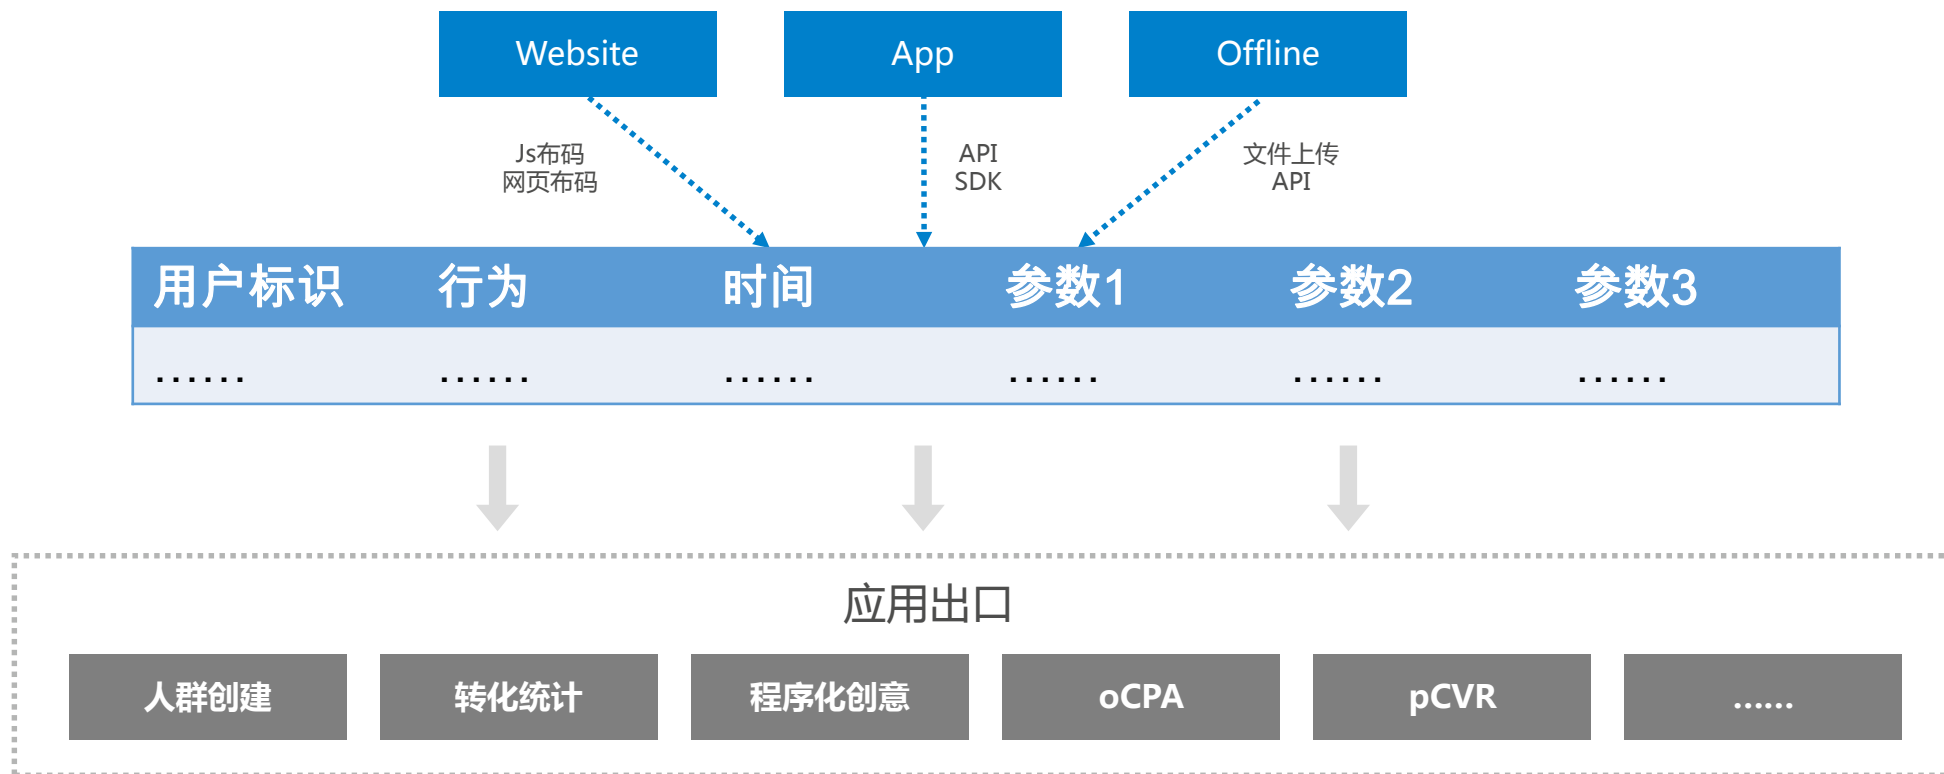 Website
App
Offline
Js布码
网页布码
API
SDK
文件上传
API
用户标识 行为 时间 参数1 参数2 参数3
...... ...... ...... ...... ...... ......
应用出口
人群创建 转化统计 程序化创意 oCPA pCVR ......